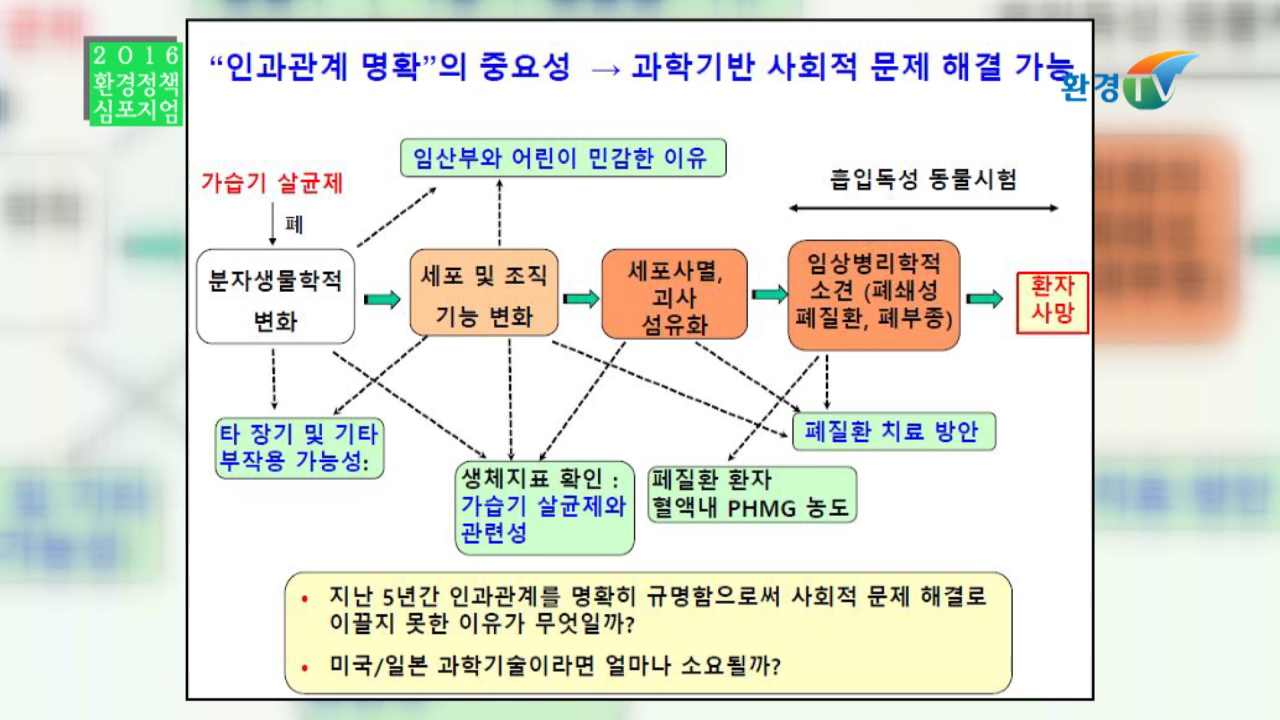 2 0 1 6
환경정책
심포지엄
“인과관계 명확”의 중요성 → 과학기반 사회적 문제 해결 가능
환경TV
임산부와 어린이 민감한 이유
가습기 살균제
폐
흡입독성 동물시험
분자생물학적
변화
세포 및 조직
기능 변화
세포사멸,
괴사
섬유화
임상병리학적
소견 (폐쇄성
폐질환, 폐부종)
환자
사망
타 장기 및 기타
부작용 가능성:
생체지표 확인 :
가습기 살균제와
관련성
폐질환 환자
혈액내 PHMG 농도
폐질환 치료 방안
• 지난 5년간 인과관계를 명확히 규명함으로써 사회적 문제 해결로
이끌지 못한 이유가 무엇일까?
• 미국/일본 과학기술이라면 얼마나 소요될까?